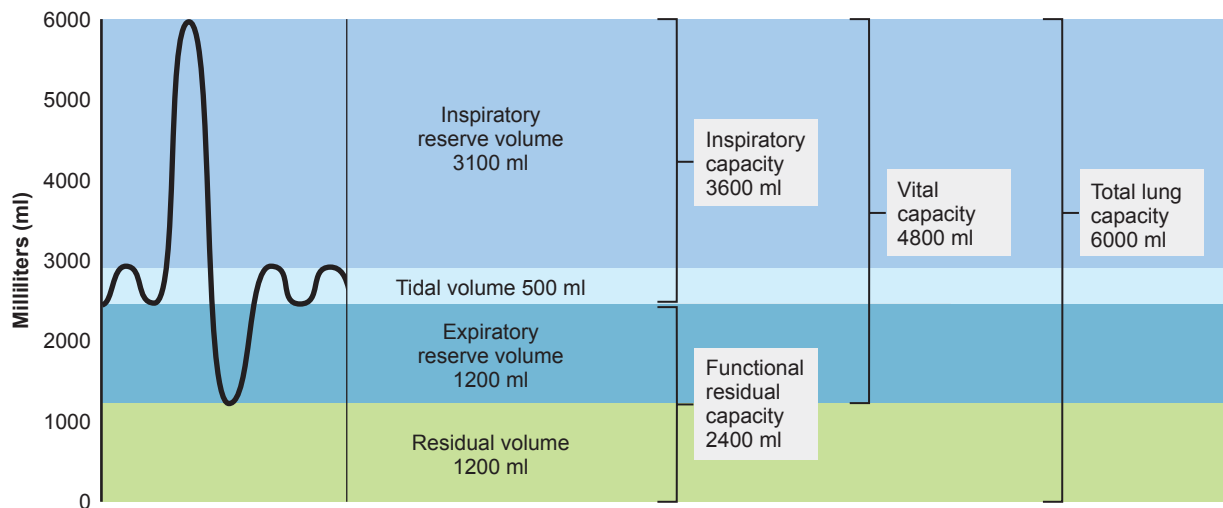 6000
5000
4000
3000
2000
1000
0
Milliliters (ml)
Inspiratory
reserve volume
3100 ml
Tidal volume 500 ml
Expiratory
reserve volume
1200 ml
Residual volume
1200 ml
Inspiratory
capacity
3600 ml
Functional
residual
capacity
2400 ml
Vital
capacity
4800 ml
Total lung
capacity
6000 ml